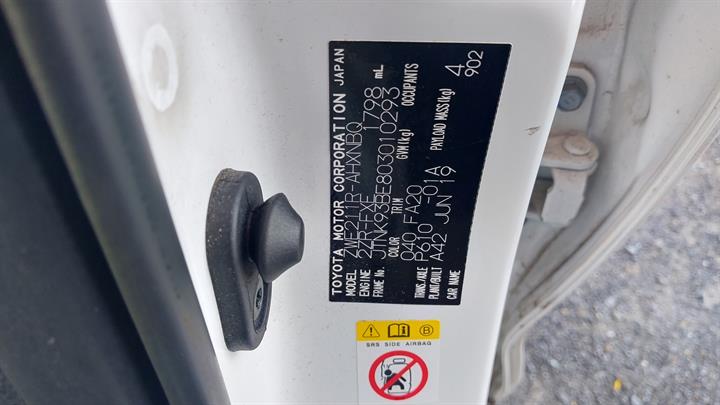 TOYOTA MOTOR CORPORATION JAPAN
MODEL ZWE211R-AHXNBQ
ENGINE 2ZR-FXE 1798 mL
FRAME No. JTNK93BE803010293
COLOR TRIM GVM(kg) OCCUPANTS
040 FA20
TRANS./AXLE P610 -01A PAYLOAD MASS(kg) 4
PLANT/BUILT A42 JUN'19 902
CAR NAME
B
SRS SIDE AIRBAG